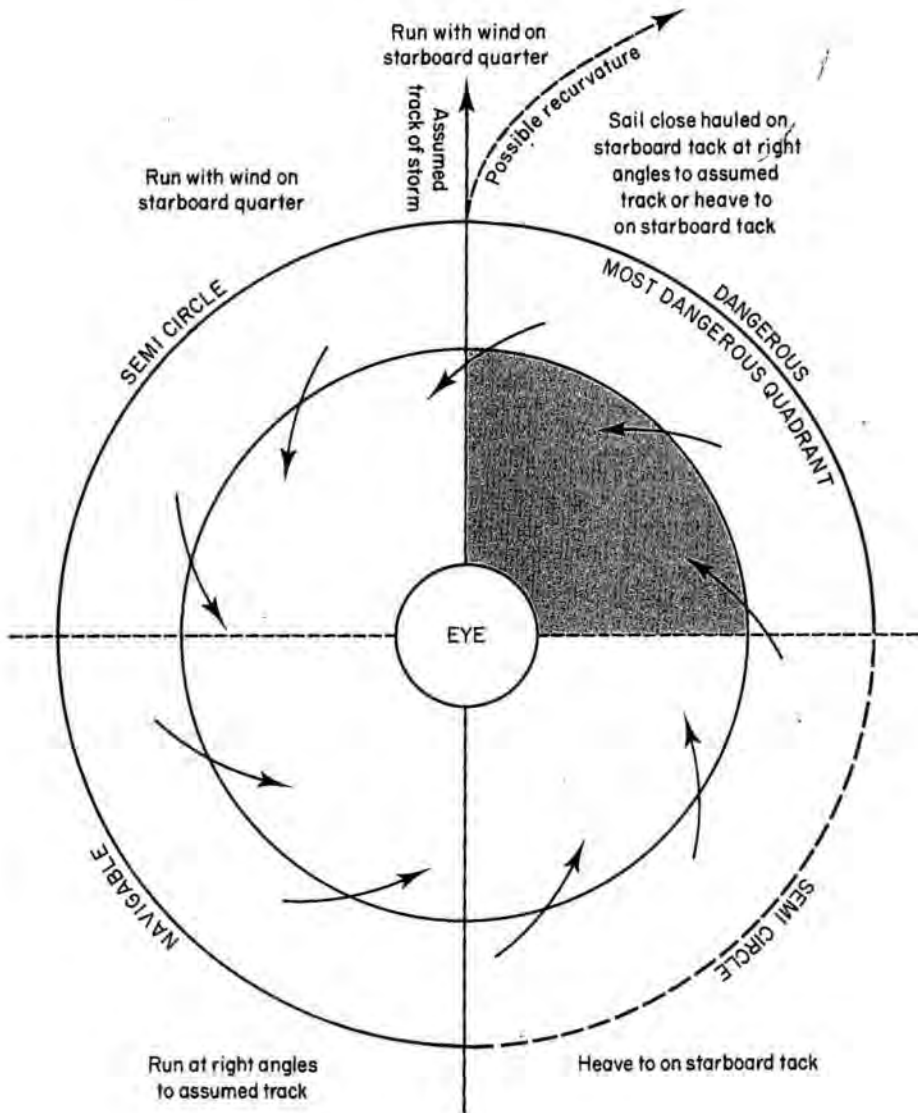 Run with wind on
starboard quarter
Assumed
track of storm
Possible recurvature
Sail close hauled on
starboard tack at right
angles to assumed
track or heave to
on starboard tack
Run with wind on
starboard quarter
SEMI CIRCLE
DANGEROUS
MOST DANGEROUS QUADRANT
EYE
NAVIGABLE
SEMI CIRCLE
Run at right angles
to assumed track
Heave to on starboard tack